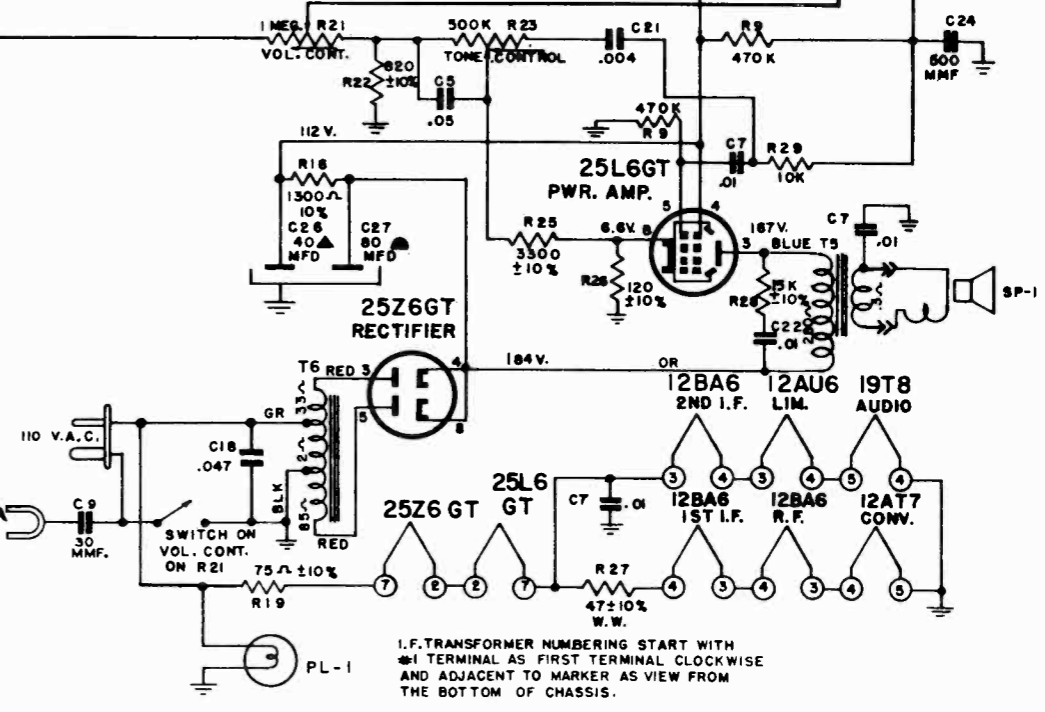 1 MEG. R21
VOL. CONT.
500K R23
TONE CONTROL
C21
.004
R9
470K
C24
500
MMF
R22
820
±10%
C5
.05
470K
R9
C7
.01
R29
10K
112 V.
R16
1300Ω
10%
C26
40
MFD
C27
80
MFD
25L6GT
PWR. AMP.
5
4
8
3
6.6V.
R25
3300
±10%
R26
120
±10%
167V.
BLUE T5
C7
.01
R28
15K
±10%
C22
.01
.3Ω
SP-1
25Z6GT
RECTIFIER
T6
RED 3
4
5
8
184V.
OR
33Ω
2Ω
85Ω
GR
BLK
RED
110 V.A.C.
C18
.047
C9
30
MMF.
SWITCH ON
VOL. CONT.
ON R21
75Ω ±10%
R19
PL-1
25Z6 GT
25L6
GT
7
2
2
7
C7
.01
R27
47±10%
W.W.
12BA6
2ND I.F.
12AU6
LIM.
19T8
AUDIO
3
4
3
4
5
4
12BA6
1ST I.F.
12BA6
R.F.
12AT7
CONV.
4
3
4
3
4
5
I.F. TRANSFORMER NUMBERING START WITH
#1 TERMINAL AS FIRST TERMINAL CLOCKWISE
AND ADJACENT TO MARKER AS VIEW FROM
THE BOTTOM OF CHASSIS.